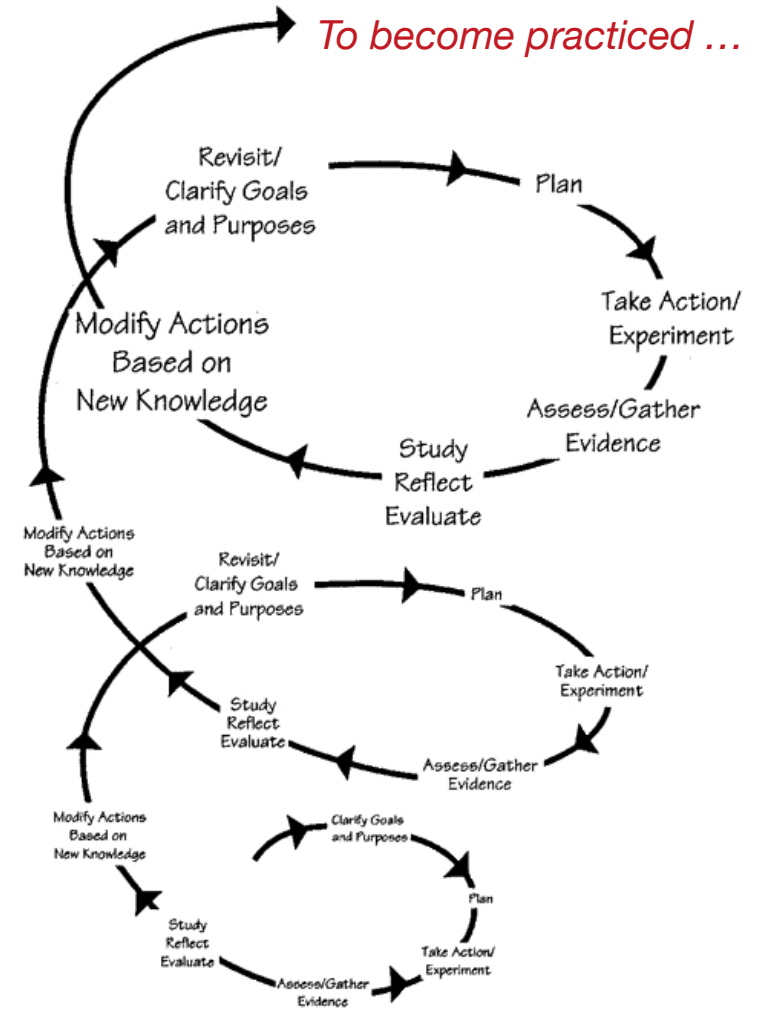 To become practiced ...
Revisit/
Clarify Goals
and Purposes
Plan
Take Action/
Experiment
Assess/Gather
Evidence
Study
Reflect
Evaluate
Modify Actions
Based on
New Knowledge
Modify Actions
Based on
New Knowledge
Revisit/
Clarify Goals
and Purposes
Plan
Take Action/
Experiment
Assess/Gather
Evidence
Study
Reflect
Evaluate
Modify Actions
Based on
New Knowledge
Clarify Goals
and Purposes
Plan
Take Action/
Experiment
Assess/Gather
Evidence
Study
Reflect
Evaluate